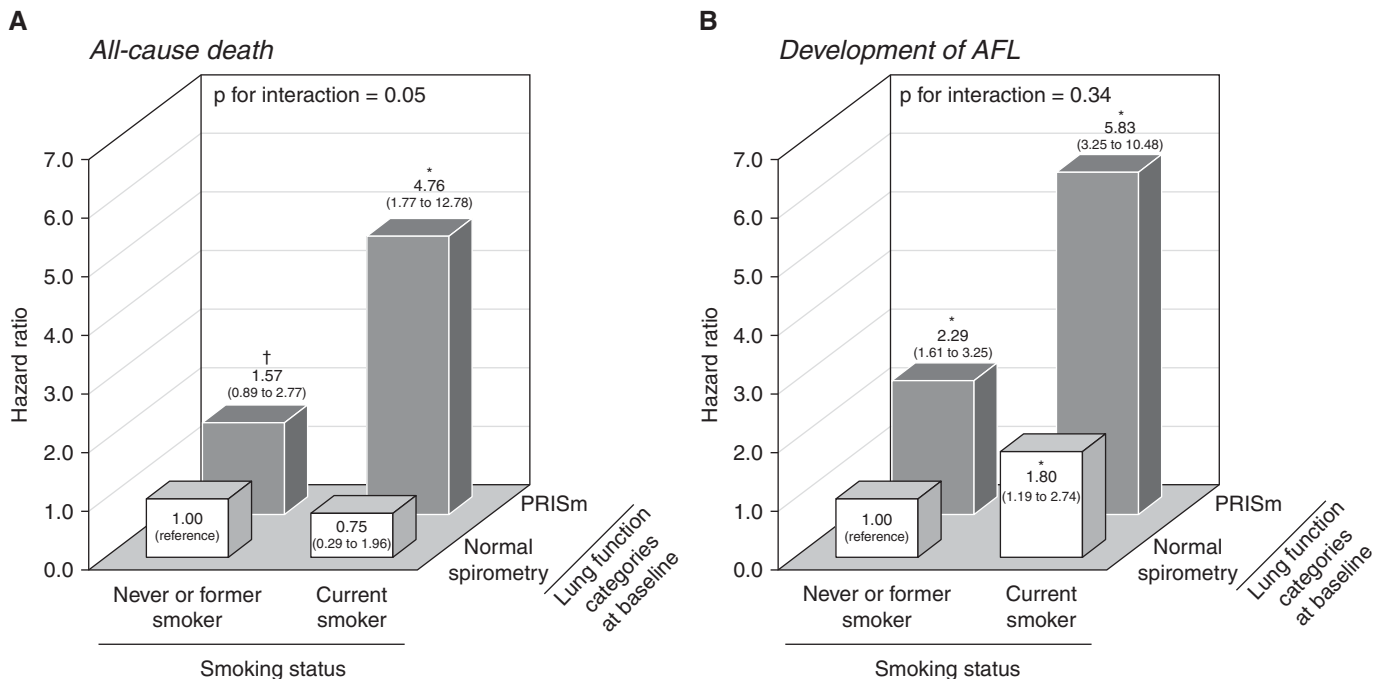 A
All-cause death
p for interaction = 0.05
7.0
6.0
5.0
4.0
3.0
2.0
1.0
0.0
Hazard ratio
*
4.76
(1.77 to 12.78)
†
1.57
(0.89 to 2.77)
1.00
(reference)
0.75
(0.29 to 1.96)
PRISm
Normal
spirometry
Lung function
categories
at baseline
Never or former
smoker
Current
smoker
Smoking status
B
Development of AFL
p for interaction = 0.34
7.0
6.0
5.0
4.0
3.0
2.0
1.0
0.0
Hazard ratio
*
5.83
(3.25 to 10.48)
*
2.29
(1.61 to 3.25)
*
1.80
(1.19 to 2.74)
1.00
(reference)
PRISm
Normal
spirometry
Lung function
categories
at baseline
Never or former
smoker
Current
smoker
Smoking status